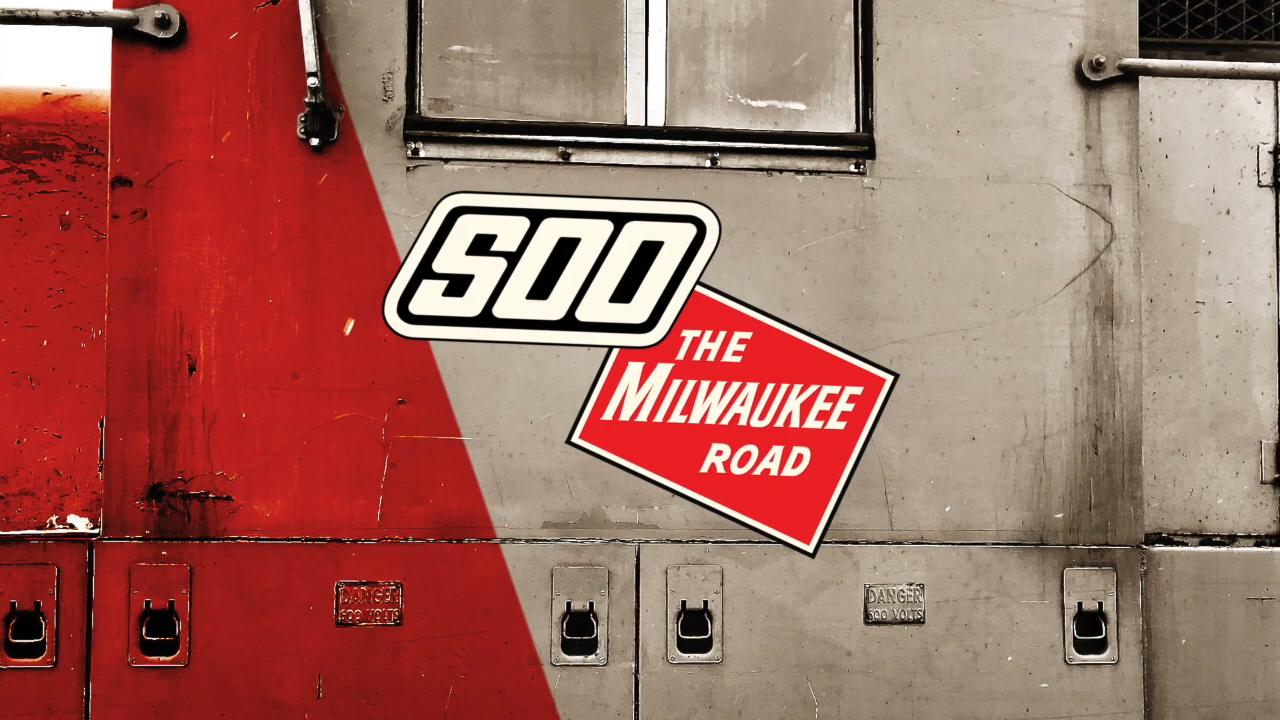 SOO
THE
MILWAUKEE
ROAD
DANGER
600 VOLTS
DANGER
600 VOLTS